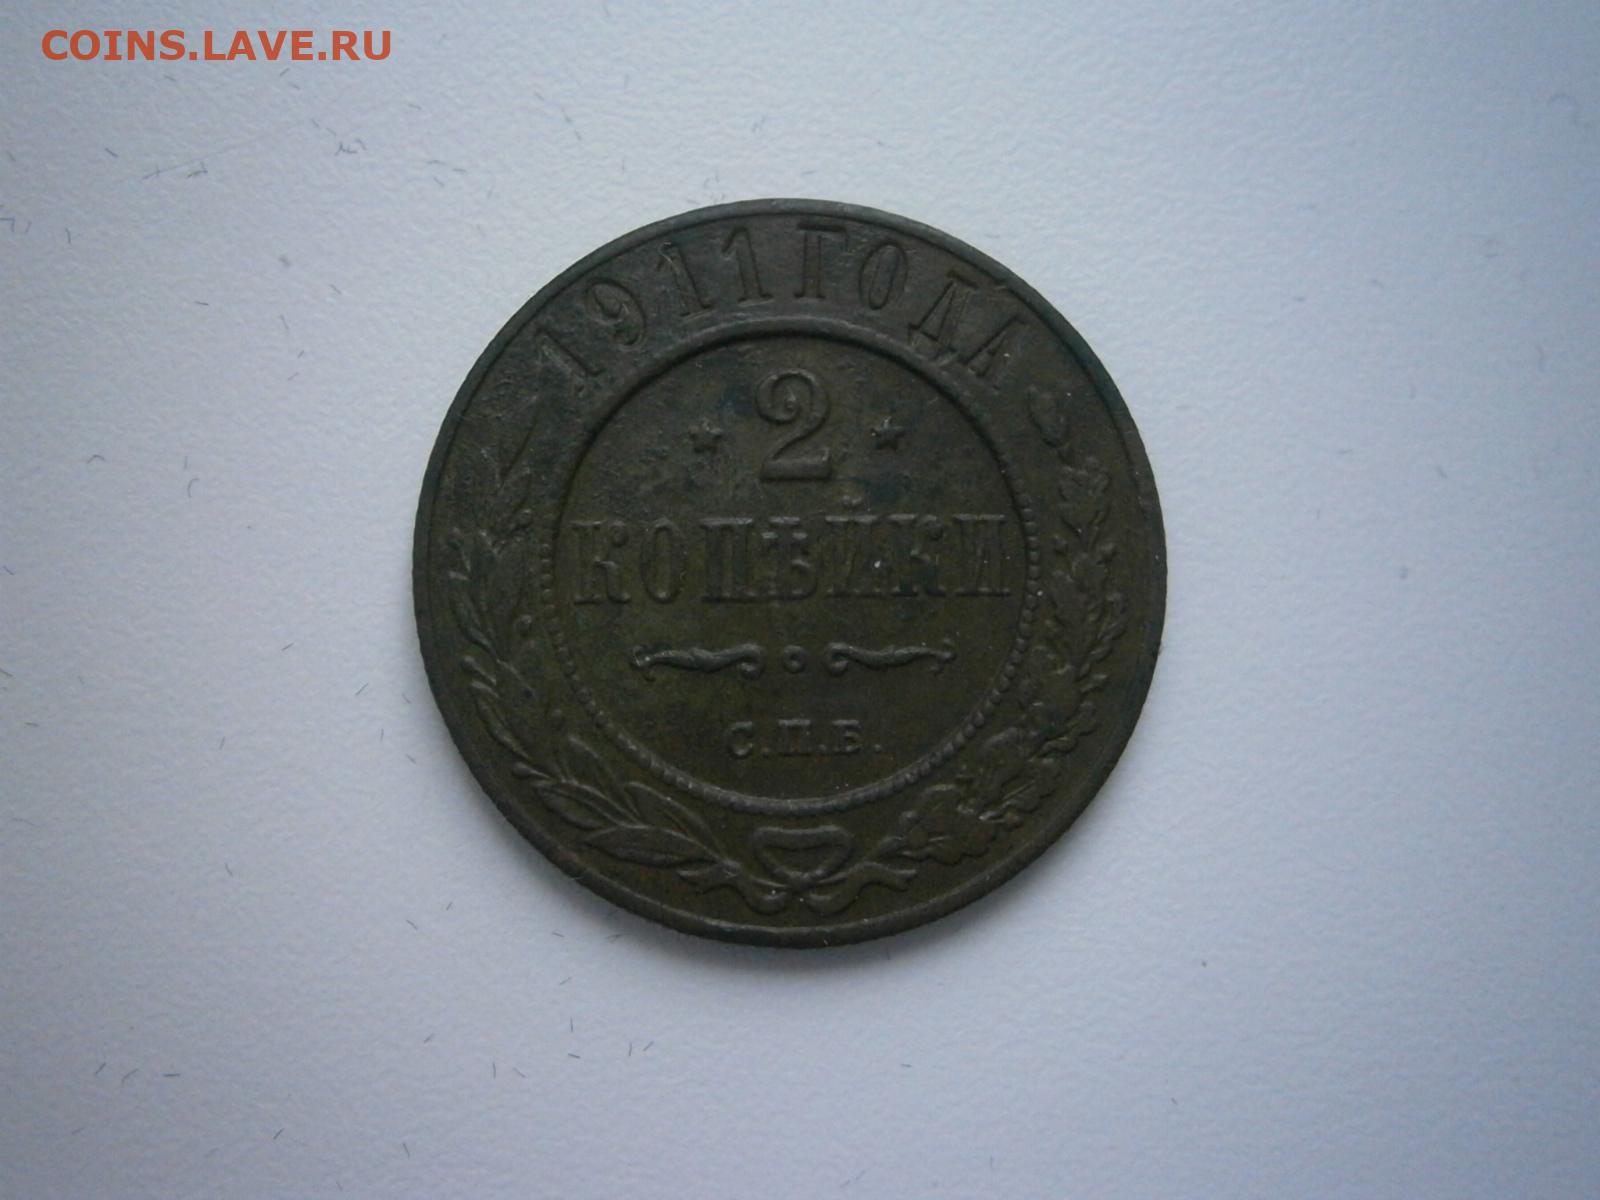 COINS.LAVE.RU
1911 ГОДА
2
КОПѢЙКИ
С.П.Б.